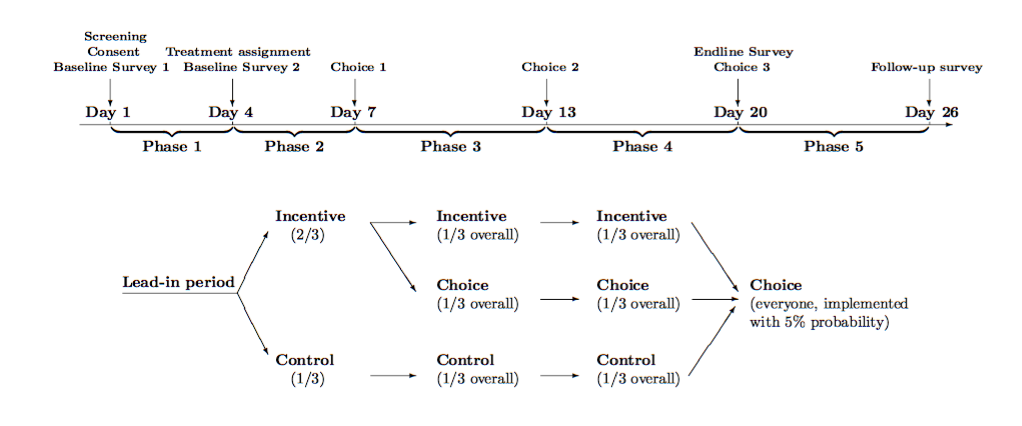 Screening
Consent
Baseline Survey 1
Treatment assignment
Baseline Survey 2
Choice 1
Choice 2
Endline Survey
Choice 3
Follow-up survey
Day 1
Day 4
Day 7
Day 13
Day 20
Day 26
Phase 1
Phase 2
Phase 3
Phase 4
Phase 5
Lead-in period
Incentive
(2/3)
Control
(1/3)
Incentive
(1/3 overall)
Choice
(1/3 overall)
Control
(1/3 overall)
Incentive
(1/3 overall)
Choice
(1/3 overall)
Control
(1/3 overall)
Choice
(everyone, implemented
with 5% probability)